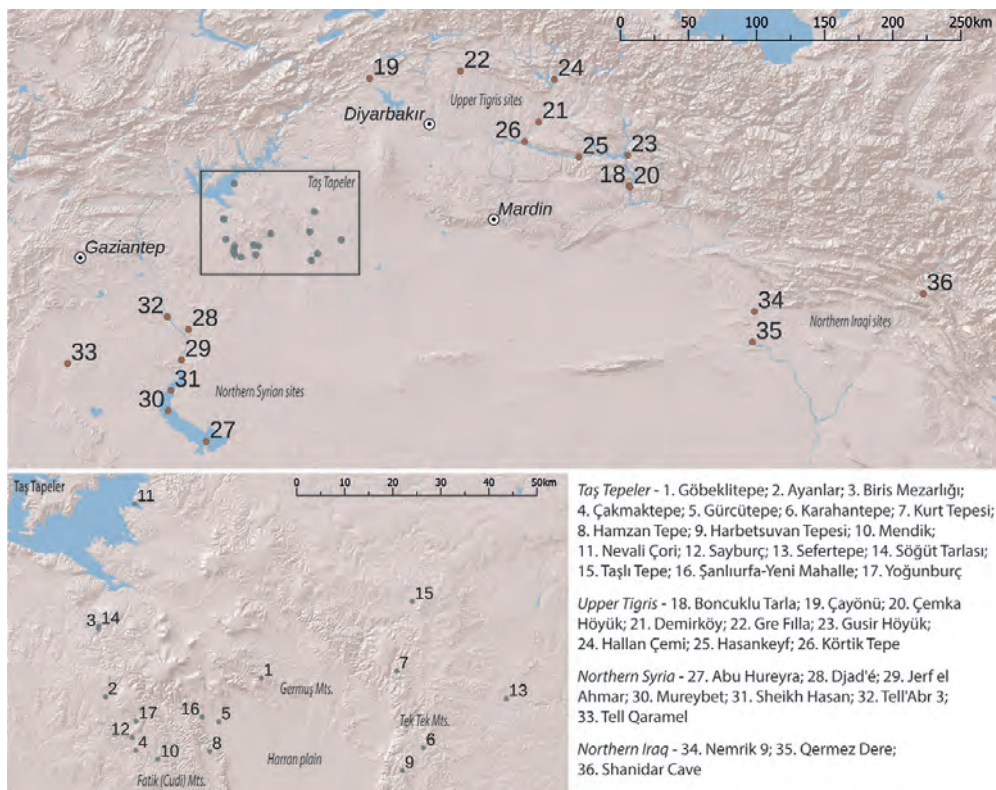 0 50 100 150 200 250km
19
22
24
Upper Tigris sites
Diyarbakır
21
26
25
23
18 20
Taş Tapeler
Mardin
Gaziantep
36
32
28
34
Northern Iraqi sites
35
29
33
31
Northern Syrian sites
30
27
Taş Tapeler
11
0 10 20 30 40 50km
15
3 14
7
1
Germuş Mts.
2
13
16
17
5
Tek Tek Mts.
12
6
4
8
10
Harran plain
9
Fatik (Cudi) Mts.
Taş Tepeler - 1. Göbeklitepe; 2. Ayanlar; 3. Biris Mezarlığı;
4. Çakmaktepe; 5. Gürcütepe; 6. Karahantepe; 7. Kurt Tepesi;
8. Hamzan Tepe; 9. Harbetsuvan Tepesi; 10. Mendik;
11. Nevali Çori; 12. Sayburç; 13. Sefertepe; 14. Söğüt Tarlası;
15. Taşlı Tepe; 16. Şanlıurfa-Yeni Mahalle; 17. Yoğunburç
Upper Tigris - 18. Boncuklu Tarla; 19. Çayönü; 20. Çemka
Höyük; 21. Demirköy; 22. Gre Fılla; 23. Gusir Höyük;
24. Hallan Çemi; 25. Hasankeyf; 26. Körtik Tepe
Northern Syria - 27. Abu Hureyra; 28. Djad'é; 29. Jerf el
Ahmar; 30. Mureybet; 31. Sheikh Hasan; 32. Tell'Abr 3;
33. Tell Qaramel
Northern Iraq - 34. Nemrik 9; 35. Qermez Dere;
36. Shanidar Cave